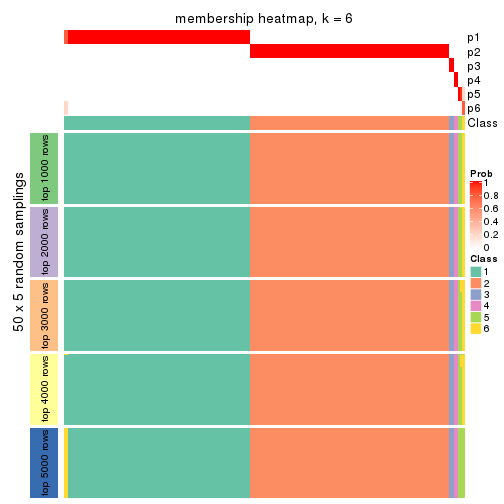 membership heatmap, k = 6
p1
p2
p3
p4
p5
p6
Class
50 x 5 random samplings
top 1000 rows
top 2000 rows
top 3000 rows
top 4000 rows
top 5000 rows
Prob
1
0.8
0.6
0.4
0.2
0
Class
1
2
3
4
5
6